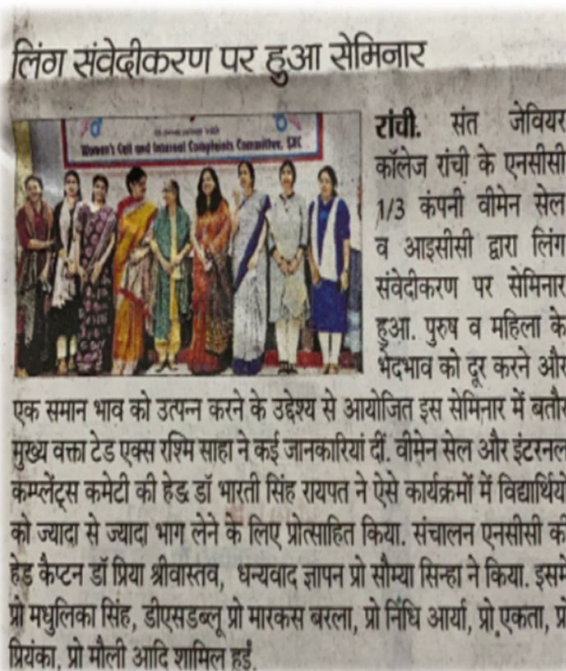 लिंग संवेदीकरण पर हुआ सेमिनार
Women's Cell and Internal Complaints Committee, SXC
रांची. संत जेवियर
कॉलेज रांची के एनसीसी
1/3 कंपनी वीमेन सेल
व आइसीसी द्वारा लिंग
संवेदीकरण पर सेमिनार
हुआ. पुरुष व महिला के
भेदभाव को दूर करने और
एक समान भाव को उत्पन्न करने के उद्देश्य से आयोजित इस सेमिनार में बतौर
मुख्य वक्ता टेड एक्स रश्मि साहा ने कई जानकारियां दीं. वीमेन सेल और इंटरनल
कम्प्लेंट्स कमेटी की हेड डॉ भारती सिंह रायपत ने ऐसे कार्यक्रमों में विद्यार्थियों
को ज्यादा से ज्यादा भाग लेने के लिए प्रोत्साहित किया. संचालन एनसीसी की
हेड कैप्टन डॉ प्रिया श्रीवास्तव, धन्यवाद ज्ञापन प्रो सौम्या सिन्हा ने किया. इसमें
प्रो मधुलिका सिंह, डीएसडब्लू प्रो मारकस बरला, प्रो निधि आर्या, प्रो एकता, प्रो
प्रियंका, प्रो मौली आदि शामिल हुईं